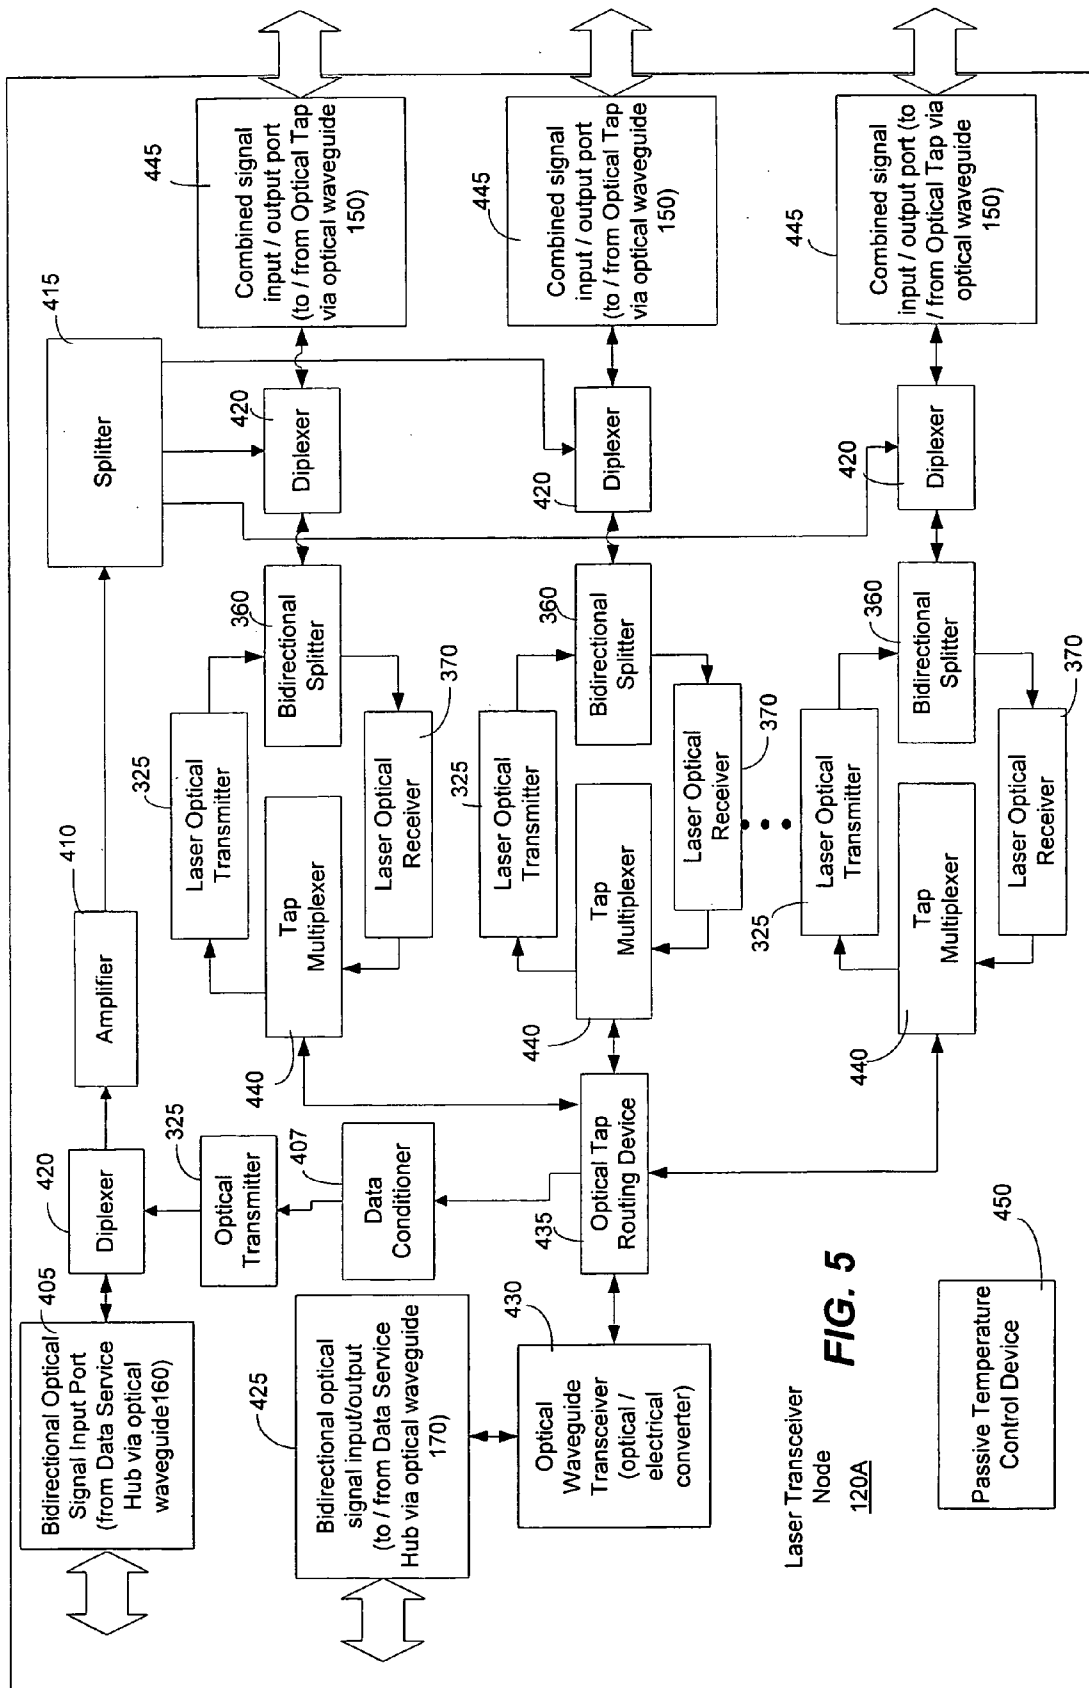 405
Bidirectional Optical
Signal Input Port
(from Data Service
Hub via optical
waveguide160)
420
Diplexer
410
Amplifier
415
Splitter
325
Optical
Transmitter
407
Data
Conditioner
425
Bidirectional optical
signal input/output
(to / from Data Service
Hub via optical waveguide
170)
430
Optical
Waveguide
Transceiver
(optical /
electrical
converter)
435
Optical Tap
Routing Device
325
Laser Optical
Transmitter
440
Tap
Multiplexer
370
Laser Optical
Receiver
360
Bidirectional
Splitter
420
Diplexer
445
Combined signal
input / output port
(to / from Optical Tap
via optical waveguide
150)
325
Laser Optical
Transmitter
440
Tap
Multiplexer
370
Laser Optical
Receiver
360
Bidirectional
Splitter
420
Diplexer
445
Combined signal
input / output port
(to / from Optical Tap
via optical waveguide
150)
325
Laser Optical
Transmitter
440
Tap
Multiplexer
370
Laser Optical
Receiver
360
Bidirectional
Splitter
420
Diplexer
445
Combined signal
input / output port (to
/ from Optical Tap via
optical waveguide
150)
Laser Transceiver
Node
120A
FIG. 5
450
Passive Temperature
Control Device